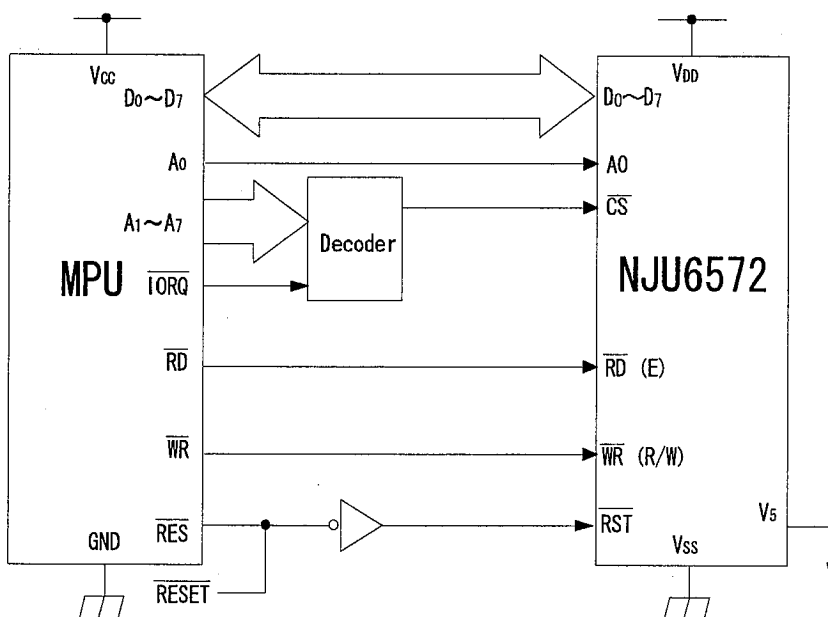 Vcc
D0~D7
A0
A1~A7
MPU
IORQ
RD
WR
RES
GND
RESET
Decoder
VDD
D0~D7
A0
CS
NJU6572
RD (E)
WR (R/W)
RST
V5
VSS